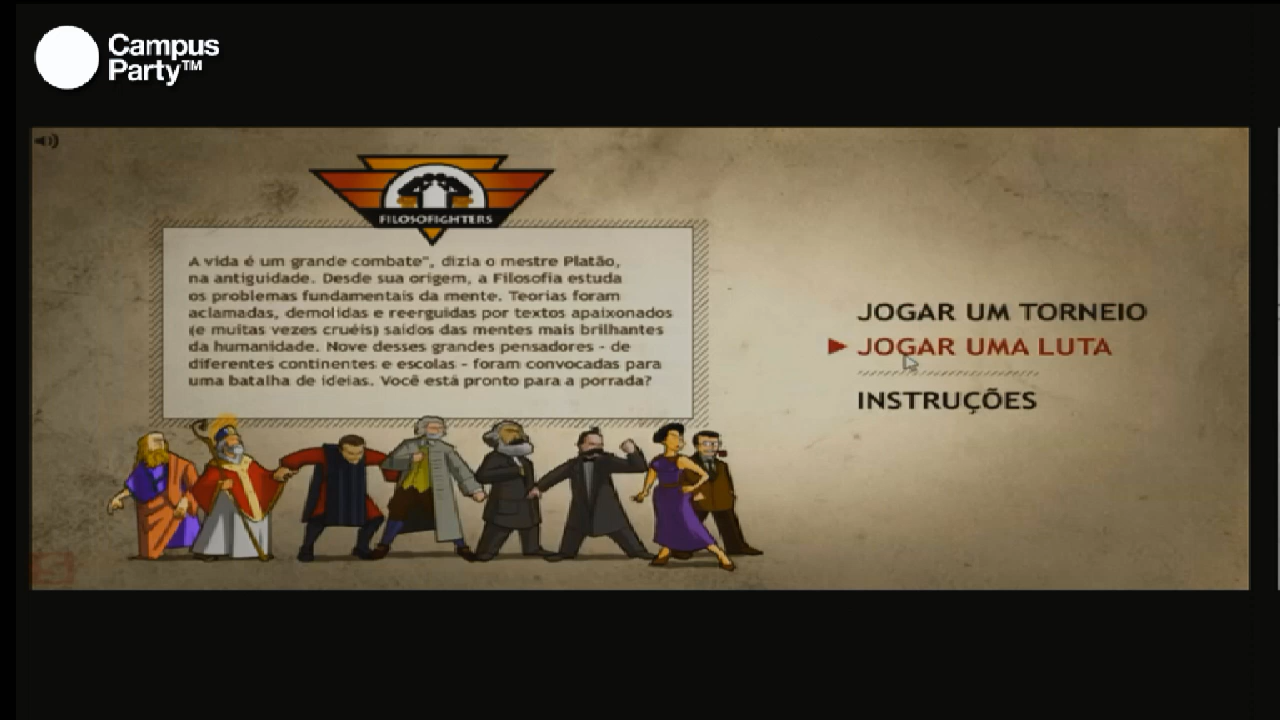 Campus
Party™
FILOSOFIGHTERS
A vida é um grande combate", dizia o mestre Platão,
na antiguidade. Desde sua origem, a Filosofia estuda
os problemas fundamentais da mente. Teorias foram
aclamadas, demolidas e reerguidas por textos apaixonados
(e muitas vezes cruéis) saídos das mentes mais brilhantes
da humanidade. Nove desses grandes pensadores - de
diferentes continentes e escolas - foram convocadas para
uma batalha de ideias. Você está pronto para a porrada?
JOGAR UM TORNEIO
JOGAR UMA LUTA
INSTRUÇÕES